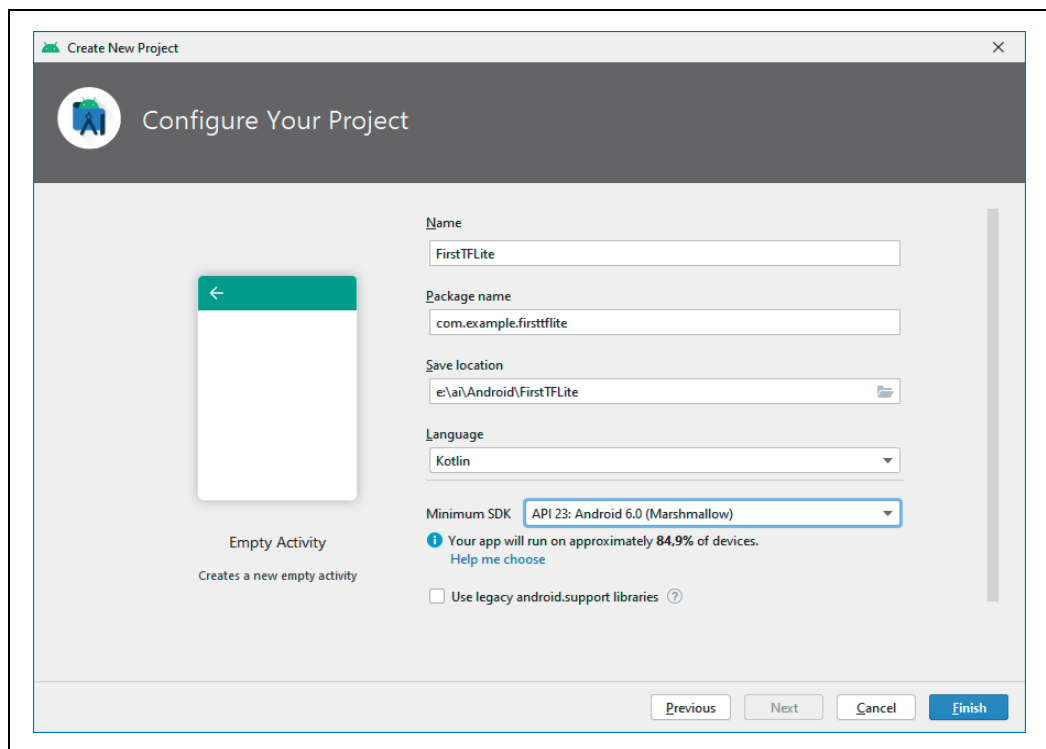 Create New Project
Configure Your Project
Name
FirstTFLite
Package name
com.example.firsttflite
Save location
e:\ai\Android\FirstTFLite
Language
Kotlin
Minimum SDK API 23: Android 6.0 (Marshmallow)
Your app will run on approximately 84,9% of devices.
Help me choose
Use legacy android.support libraries ?
Empty Activity
Creates a new empty activity
Previous Next Cancel Finish